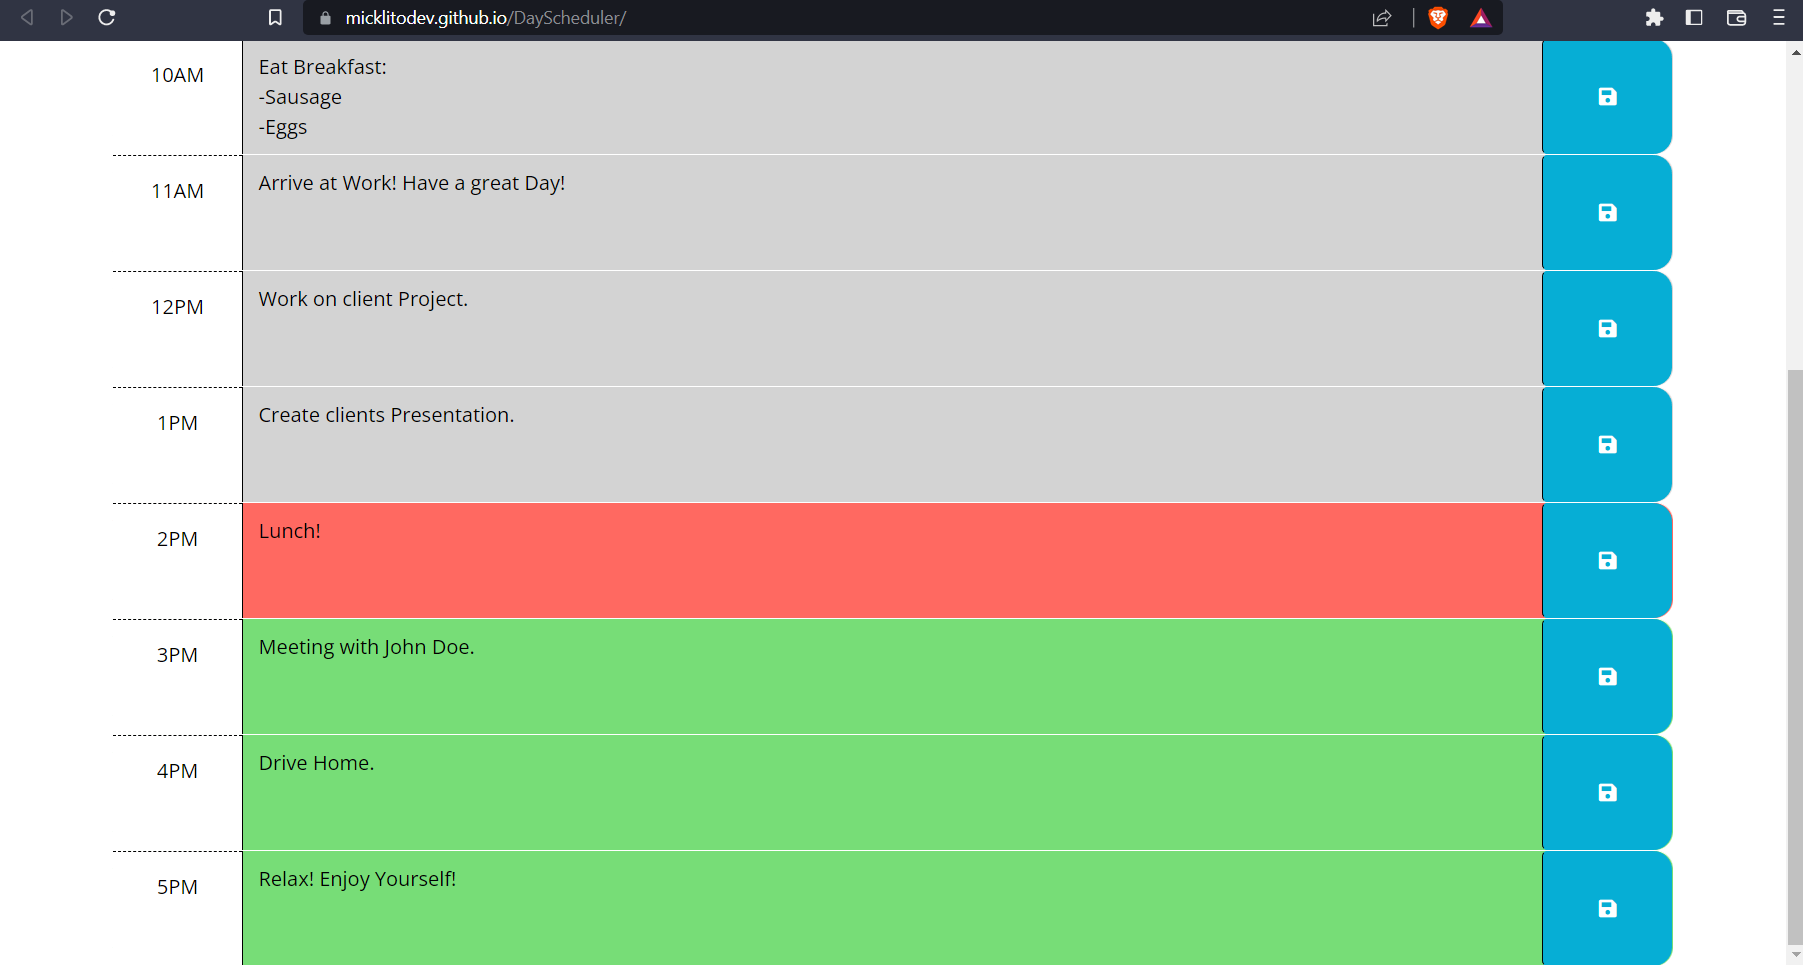 micklitodev.github.io/DayScheduler/
10AM
Eat Breakfast:
-Sausage
-Eggs
11AM
Arrive at Work! Have a great Day!
12PM
Work on client Project.
1PM
Create clients Presentation.
2PM
Lunch!
3PM
Meeting with John Doe.
4PM
Drive Home.
5PM
Relax! Enjoy Yourself!